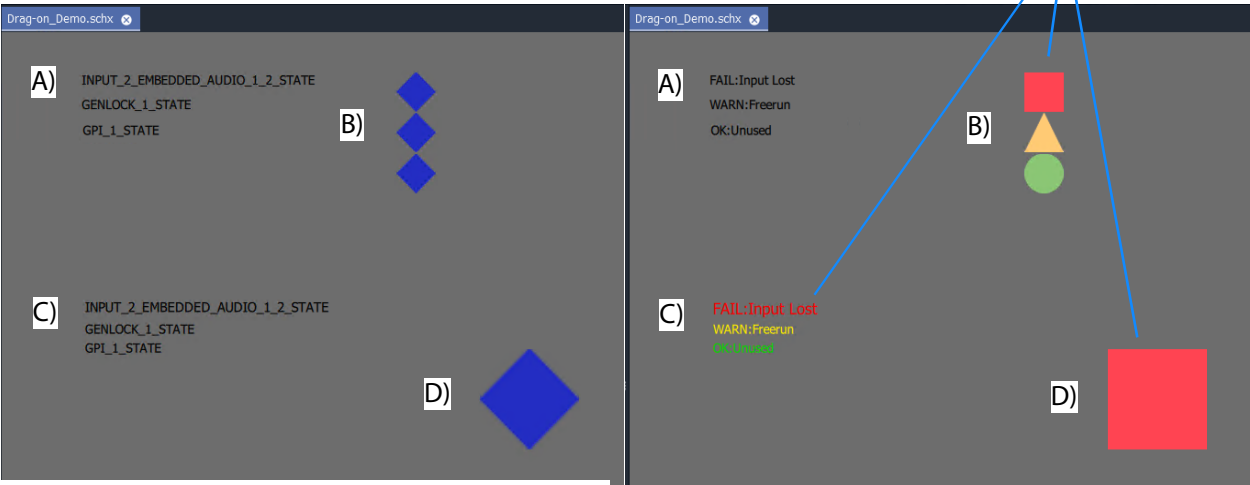 Drag-on_Demo.schx
A)
INPUT_2_EMBEDDED_AUDIO_1_2_STATE
GENLOCK_1_STATE
GPI_1_STATE
B)
C)
INPUT_2_EMBEDDED_AUDIO_1_2_STATE
GENLOCK_1_STATE
GPI_1_STATE
D)
Drag-on_Demo.schx
A)
FAIL:Input Lost
WARN:Freerun
OK:Unused
B)
C)
FAIL:Input Lost
WARN:Freerun
OK:Unused
D)